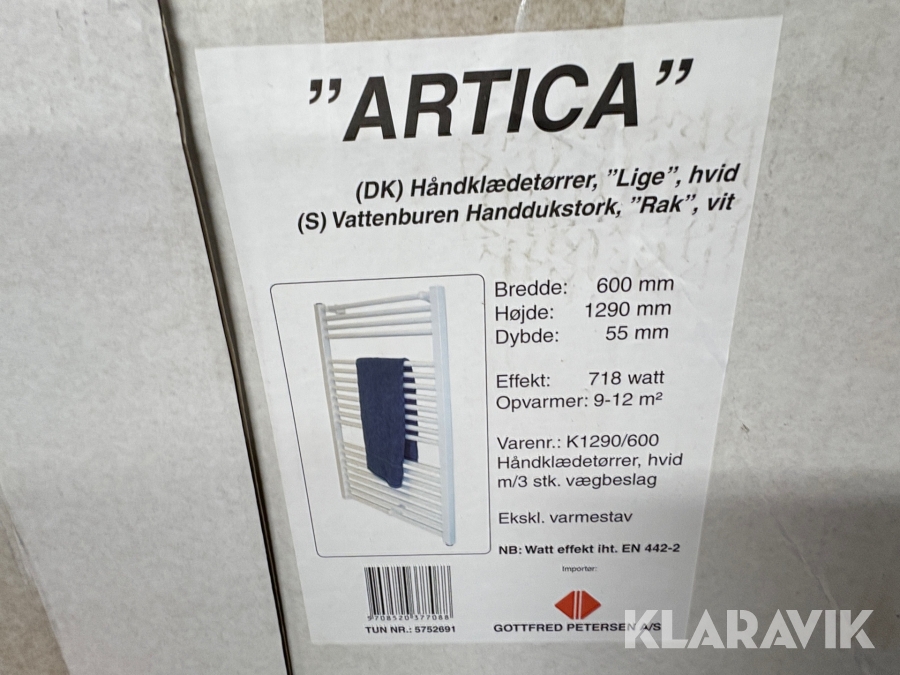 "ARTICA"
(DK) Håndklædetørrer, "Lige", hvid
(S) Vattenburen Handdukstork, "Rak", vit
Bredde: 600 mm
Højde: 1290 mm
Dybde: 55 mm
Effekt: 718 watt
Opvarmer: 9-12 m²
Varenr.: K1290/600
Håndklædetørrer, hvid
m/3 stk. vægbeslag
Ekskl. varmestav
NB: Watt effekt iht. EN 442-2
Importør:
9708520377088
TUN NR.: 5752691
GOTTFRED PETERSEN A/S
KLARAVIK